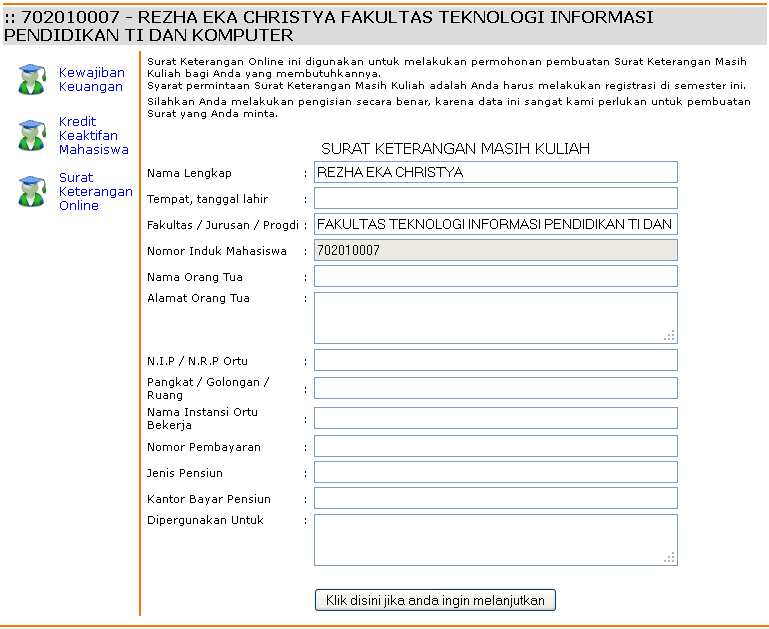 :: 702010007 - REZHA EKA CHRISTYA FAKULTAS TEKNOLOGI INFORMASI
PENDIDIKAN TI DAN KOMPUTER
Kewajiban
Keuangan
Kredit
Keaktifan
Mahasiswa
Surat
Keterangan
Online
Surat Keterangan Online ini digunakan untuk melakukan permohonan pembuatan Surat Keterangan Masih
Kuliah bagi Anda yang membutuhkannya.
Syarat permintaan Surat Keterangan Masih Kuliah adalah Anda harus melakukan registrasi di semester ini.
Silahkan Anda melakukan pengisian secara benar, karena data ini sangat kami perlukan untuk pembuatan
Surat yang Anda minta.
SURAT KETERANGAN MASIH KULIAH
Nama Lengkap : REZHA EKA CHRISTYA
Tempat, tanggal lahir :
Fakultas / Jurusan / Progdi : FAKULTAS TEKNOLOGI INFORMASI PENDIDIKAN TI DAN
Nomor Induk Mahasiswa : 702010007
Nama Orang Tua :
Alamat Orang Tua :
N.I.P / N.R.P Ortu :
Pangkat / Golongan /
Ruang :
Nama Instansi Ortu
Bekerja :
Nomor Pembayaran :
Jenis Pensiun :
Kantor Bayar Pensiun :
Dipergunakan Untuk :
Klik disini jika anda ingin melanjutkan